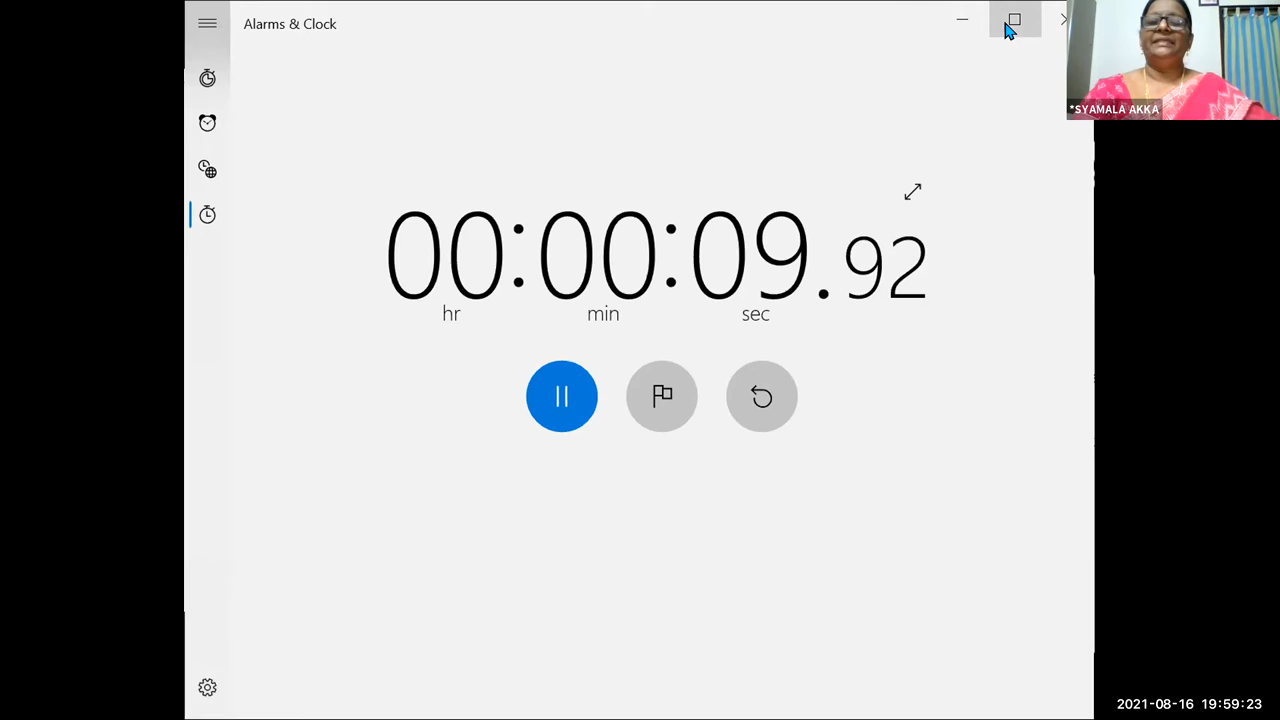 Alarms & Clock
*SYAMALA AKKA
00:00:09.92
hr min sec
2021-08-16 19:59:23